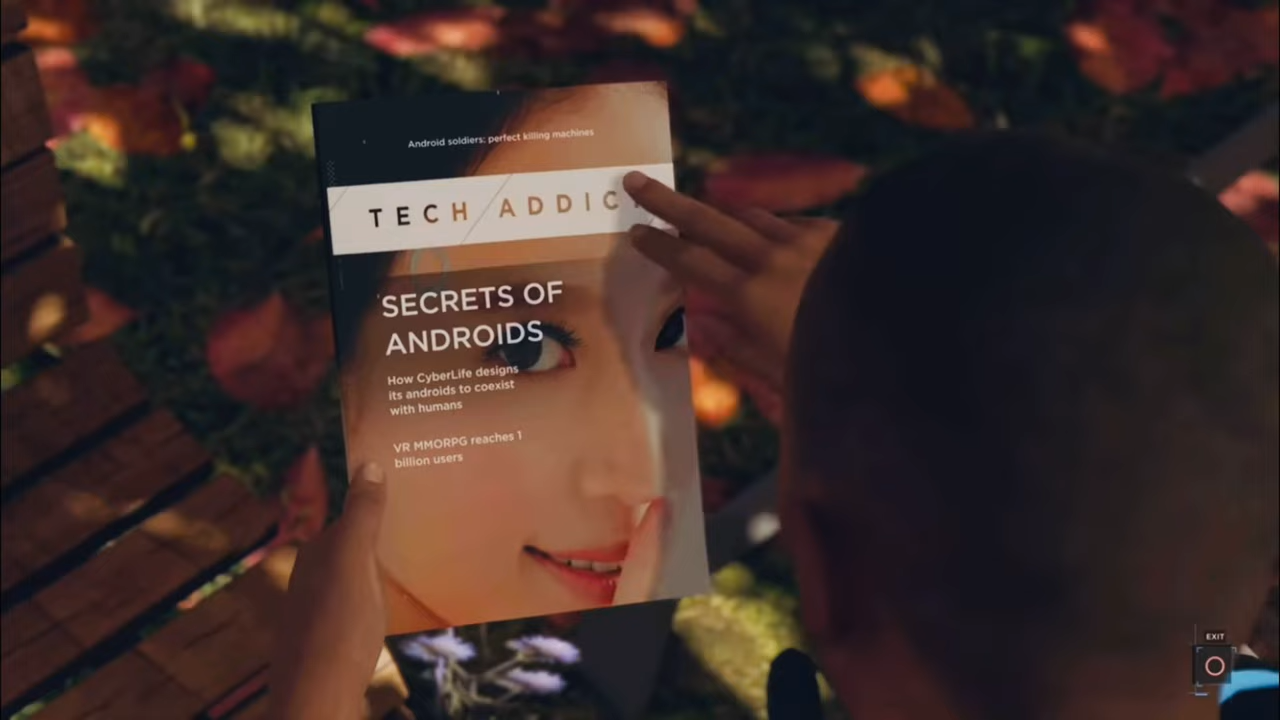 Android soldiers: perfect killing machines
TECH ADDIC
SECRETS OF
ANDROIDS
How CyberLife designs
its androids to coexist
with humans
VR MMORPG reaches 1
billion users
EXIT